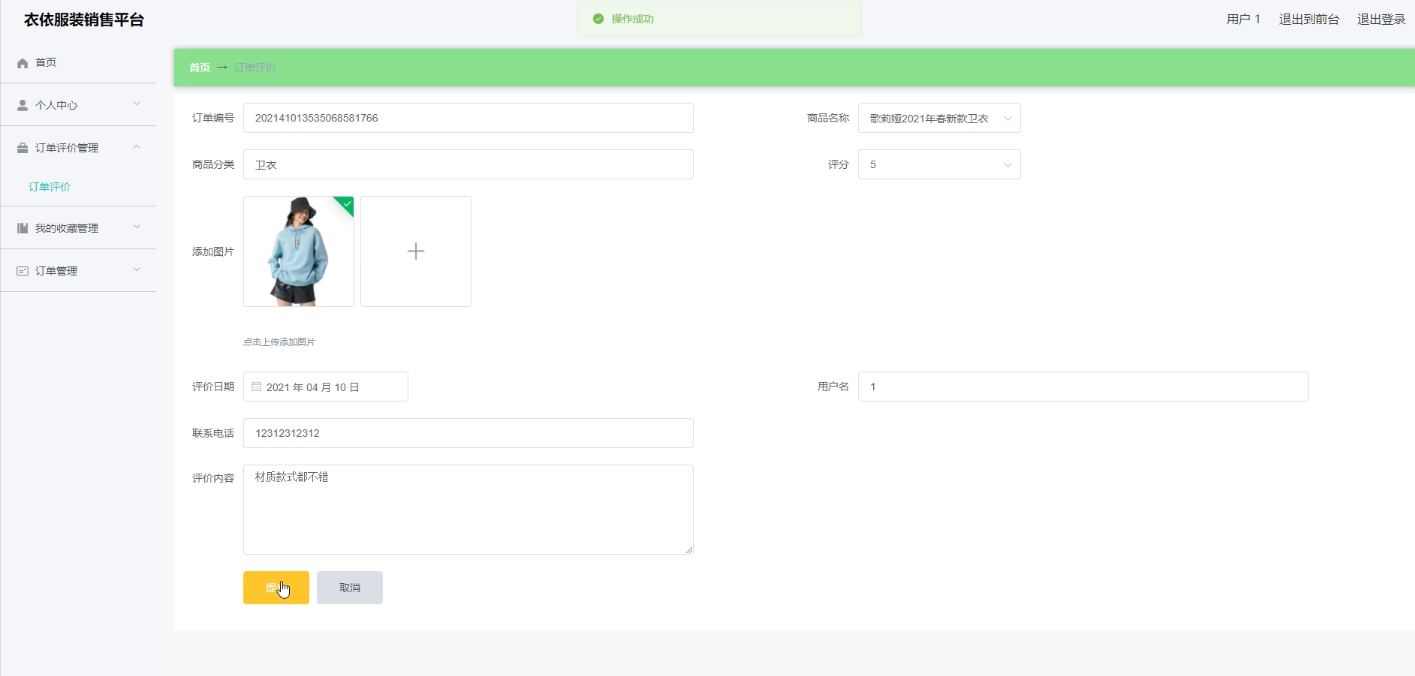 衣依服装销售平台
操作成功
用户 1 退出到前台 退出登录
首页
个人中心
订单评价管理
订单评价
我的收藏管理
订单管理
首页 → 订单评价
订单编号 202141013535068581766
商品名称 歌莉娅2021年春新款卫衣
商品分类 卫衣
评分 5
添加图片
点击上传添加图片
评价日期 2021 年 04 月 10 日
用户名 1
联系电话 12312312312
评价内容 材质款式都不错
取消